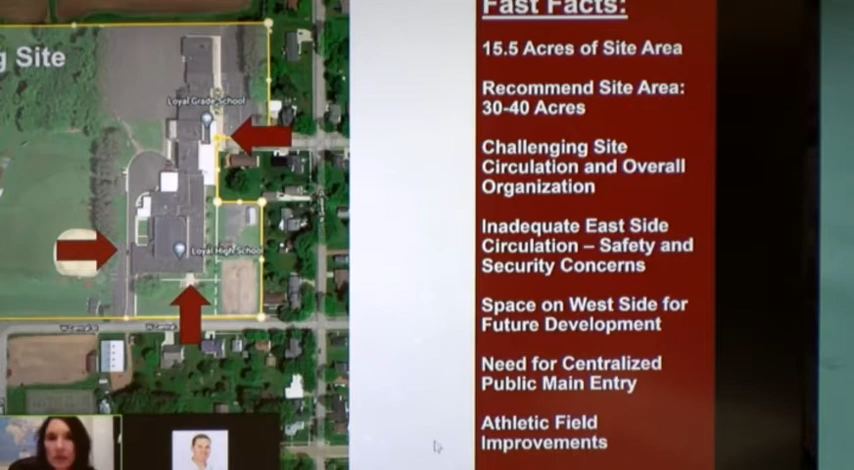 g Site
Loyal Grade School
Loyal High School
W Central St
Fast Facts:
15.5 Acres of Site Area
Recommend Site Area:
30-40 Acres
Challenging Site
Circulation and Overall
Organization
Inadequate East Side
Circulation – Safety and
Security Concerns
Space on West Side for
Future Development
Need for Centralized
Public Main Entry
Athletic Field
Improvements